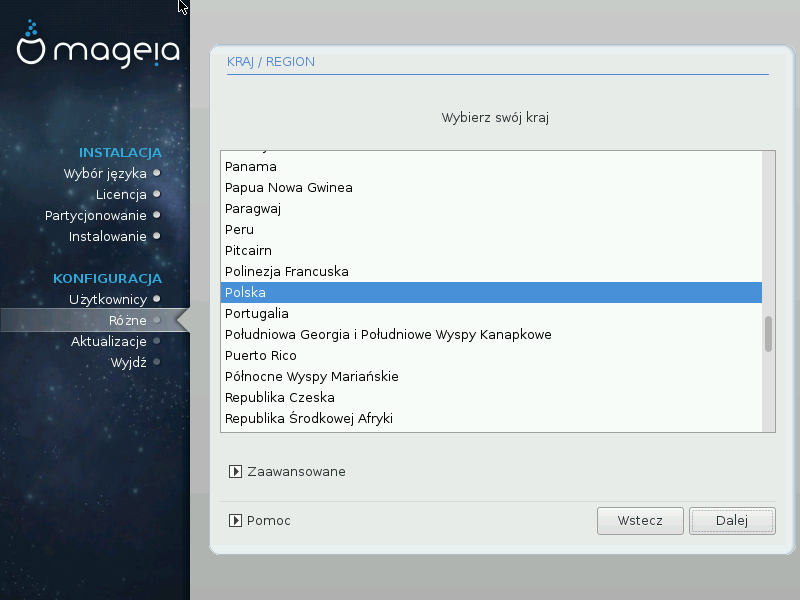 mageia
INSTALACJA
Wybór języka
Licencja
Partycjonowanie
Instalowanie
KONFIGURACJA
Użytkownicy
Różne
Aktualizacje
Wyjdź
KRAJ / REGION
Wybierz swój kraj
Panama
Papua Nowa Gwinea
Paragwaj
Peru
Pitcairn
Polinezja Francuska
Polska
Portugalia
Południowa Georgia i Południowe Wyspy Kanapkowe
Puerto Rico
Północne Wyspy Mariańskie
Republika Czeska
Republika Środkowej Afryki
Zaawansowane
Pomoc
Wstecz
Dalej